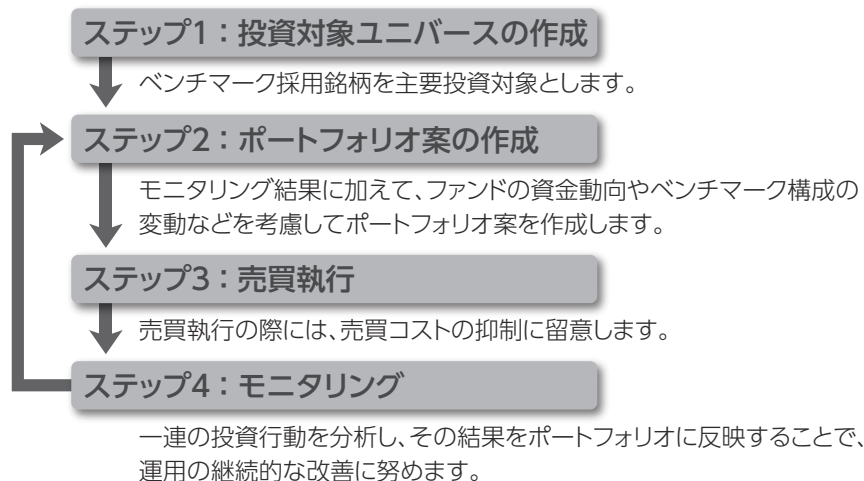 ステップ1：投資対象ユニバースの作成
ベンチマーク採用銘柄を主要投資対象とします。
ステップ2：ポートフォリオ案の作成
モニタリング結果に加えて、ファンドの資金動向やベンチマーク構成の
変動などを考慮してポートフォリオ案を作成します。
ステップ3：売買執行
売買執行の際には、売買コストの抑制に留意します。
ステップ4：モニタリング
一連の投資行動を分析し、その結果をポートフォリオに反映することで、
運用の継続的な改善に努めます。